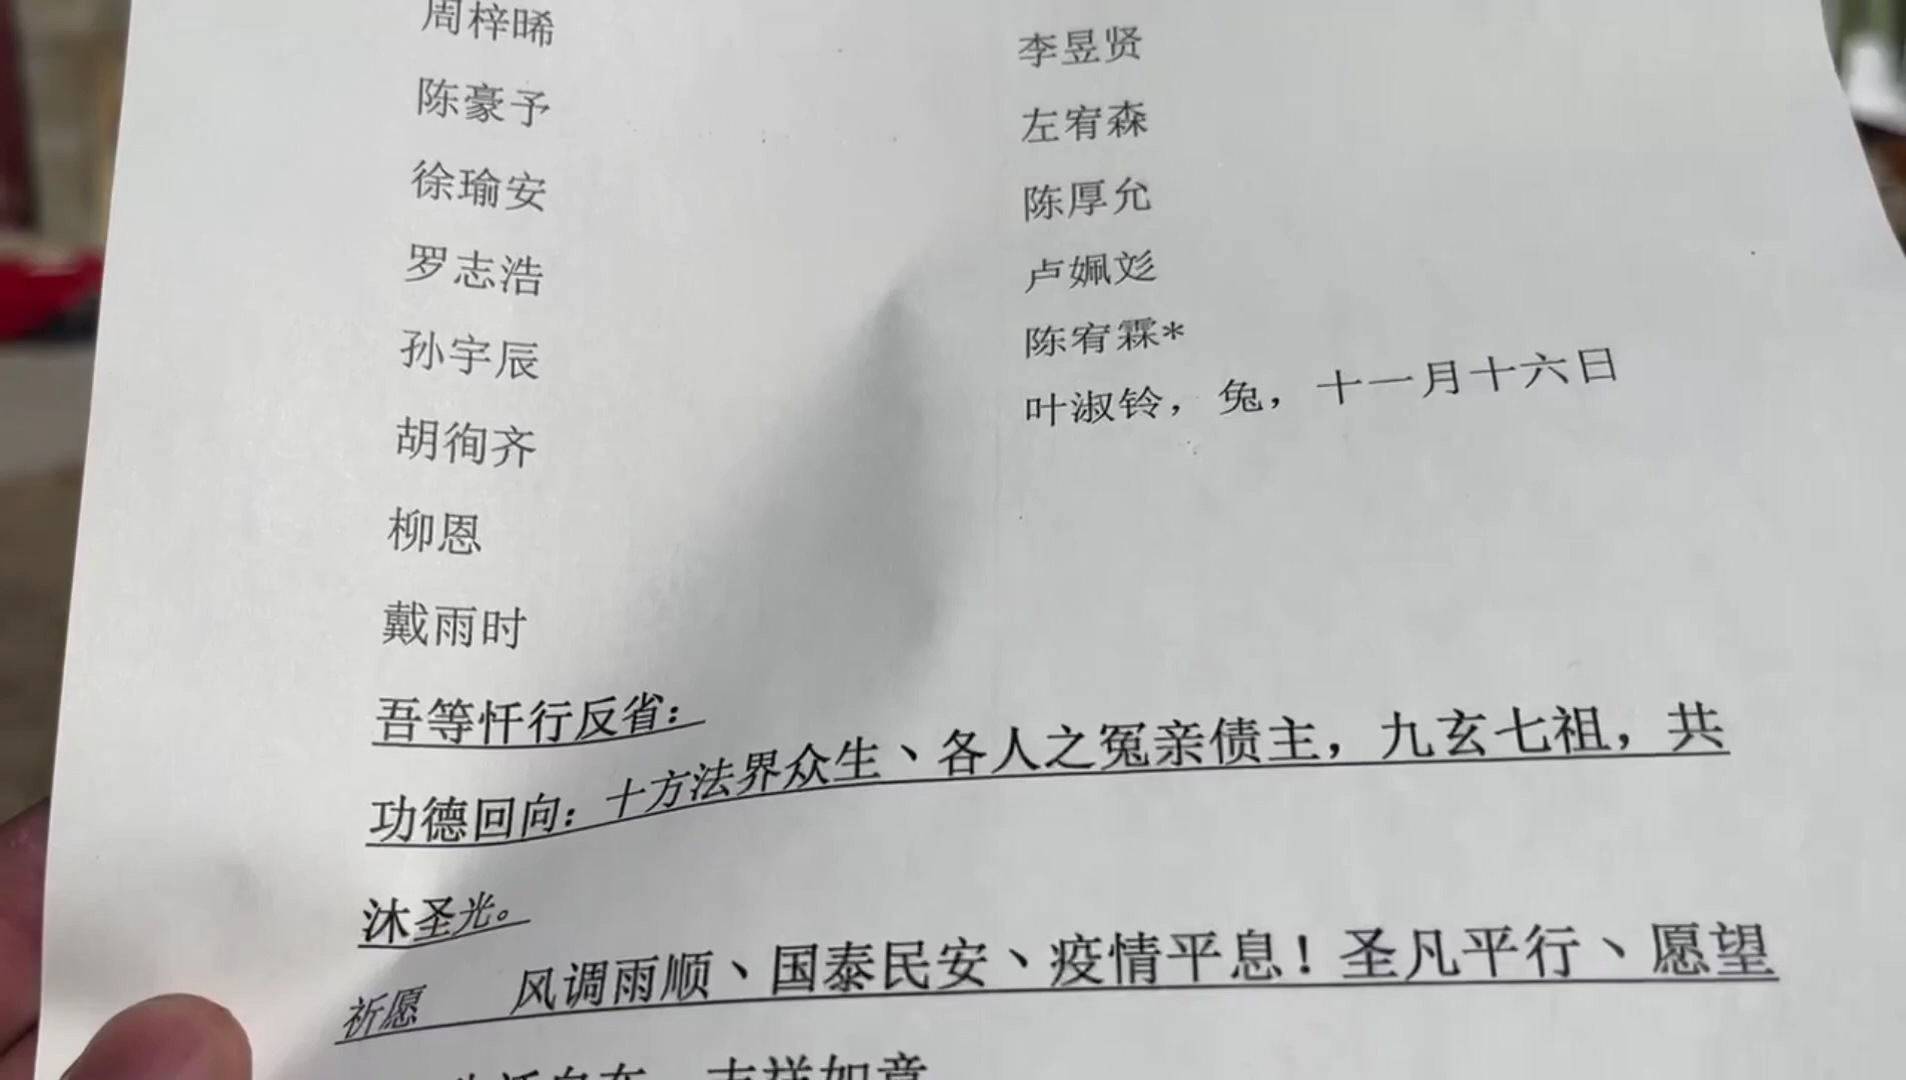 周梓晞
陈豪予
徐瑜安
罗志浩
孙宇辰
胡徇齐
柳恩
戴雨时
李昱贤
左宥森
陈厚允
卢姵彣
陈宥霖*
叶淑铃，兔，十一月十六日
吾等忏行反省：
功德回向：十方法界众生、各人之冤亲债主，九玄七祖，共
沐圣光。
祈愿 风调雨顺、国泰民安、疫情平息！圣凡平行、愿望
吉祥如意